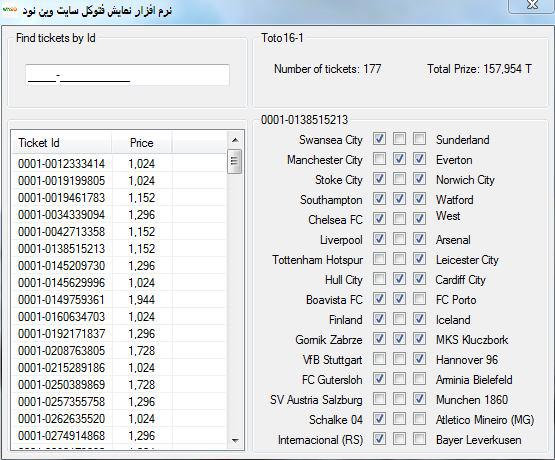 نرم افزار نمایش فتوکل سایت وین نود
Find tickets by Id
____-__________
Toto16-1
Number of tickets: 177 Total Prize: 157,954 T
Ticket Id Price
0001-0012333414 1,024
0001-0019199805 1,024
0001-0019461783 1,152
0001-0034339094 1,296
0001-0042713358 1,152
0001-0138515213 1,152
0001-0145209730 1,296
0001-0145629996 1,024
0001-0149759361 1,944
0001-0160634703 1,024
0001-0192171837 1,296
0001-0208763805 1,728
0001-0215289186 1,024
0001-0250389869 1,728
0001-0257355758 1,296
0001-0262635520 1,024
0001-0274914868 1,296
0001-0138515213
Swansea City Sunderland
Manchester City Everton
Stoke City Norwich City
Southampton Watford
Chelsea FC West
Liverpool Arsenal
Tottenham Hotspur Leicester City
Hull City Cardiff City
Boavista FC FC Porto
Finland Iceland
Gornik Zabrze MKS Kluczbork
VfB Stuttgart Hannover 96
FC Gutersloh Arminia Bielefeld
SV Austria Salzburg Munchen 1860
Schalke 04 Atletico Mineiro (MG)
Internacional (RS) Bayer Leverkusen